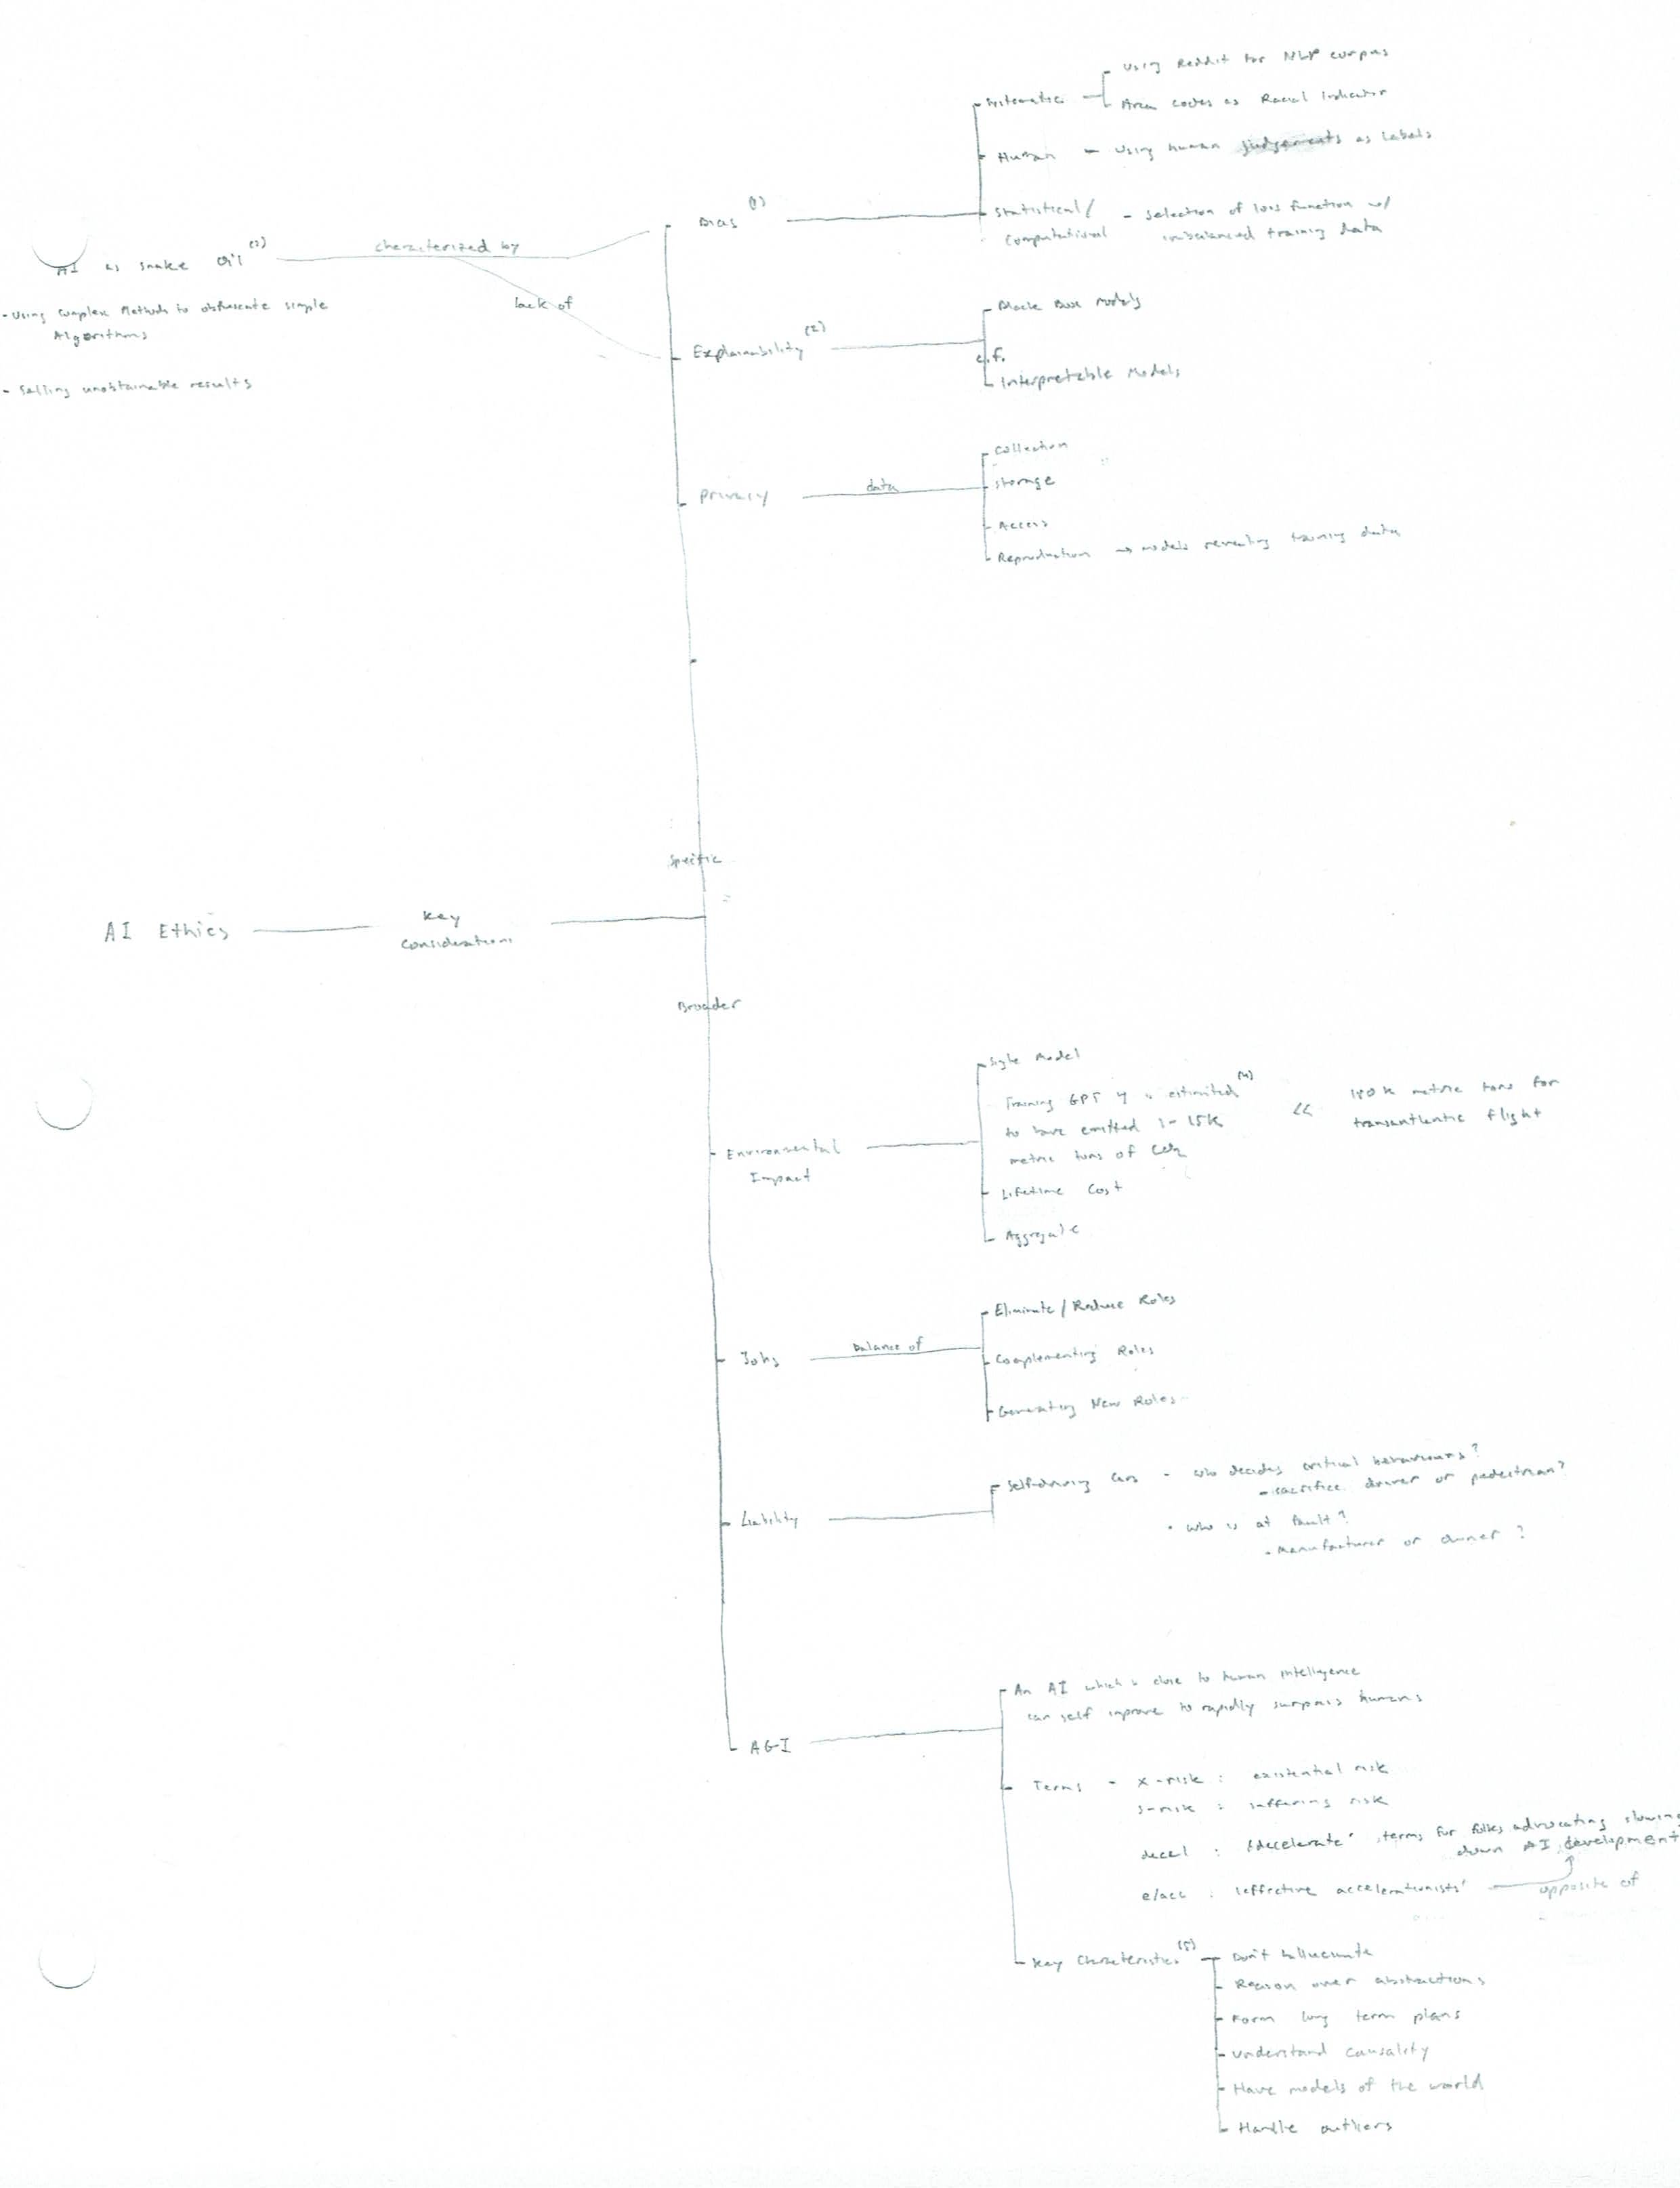 Using Reddit for NLP corpus
Systematic
Area codes as Racial Indicator
Human - Using human judgements as labels
Bias (1)
Statistical/ - Selection of loss function w/
Computational imbalanced training data
AI as snake oil (3)
charcterized by
lack of
- Using Complex Methods to obfuscate simple
Algorithms
- Selling unobtainable results
Explainability (2)
Black Box Models
c.f.
Interpretable Models
Privacy
data
Collection
Storage
Access
Reproduction → models revealing training data
Specific
AI Ethics
Key
Considerations
Broader
Environmental
Impact
Single Model
Training GPT 4 is estimated (4)
to have emitted 1-15K
metric tons of CO2
<< 180K metric tons for
transantlentic flight
Lifetime Cost
Aggregate
Jobs
balance of
Eliminate / Reduce Roles
Complementing Roles
Generating New Roles
Liability
Self-driving Cars - who decides critical behaviours?
- sacrifice driver or pedestrian?
- who is at fault?
- manufacturer or owner?
AGI
An AI which is close to human intelligence
can self improve to rapidly surpass humans
Terms - x-risk : existential risk
s-risk : suffering risk
decel : 'decelerate' terms for folks advocating slowing
down AI development
e/acc : 'effective accelerationists'
opposite of
Key Charcteristics (5)
Don't hallucinate
Reason over abstractions
Form long term plans
Understand causality
Have models of the world
Handle outliers